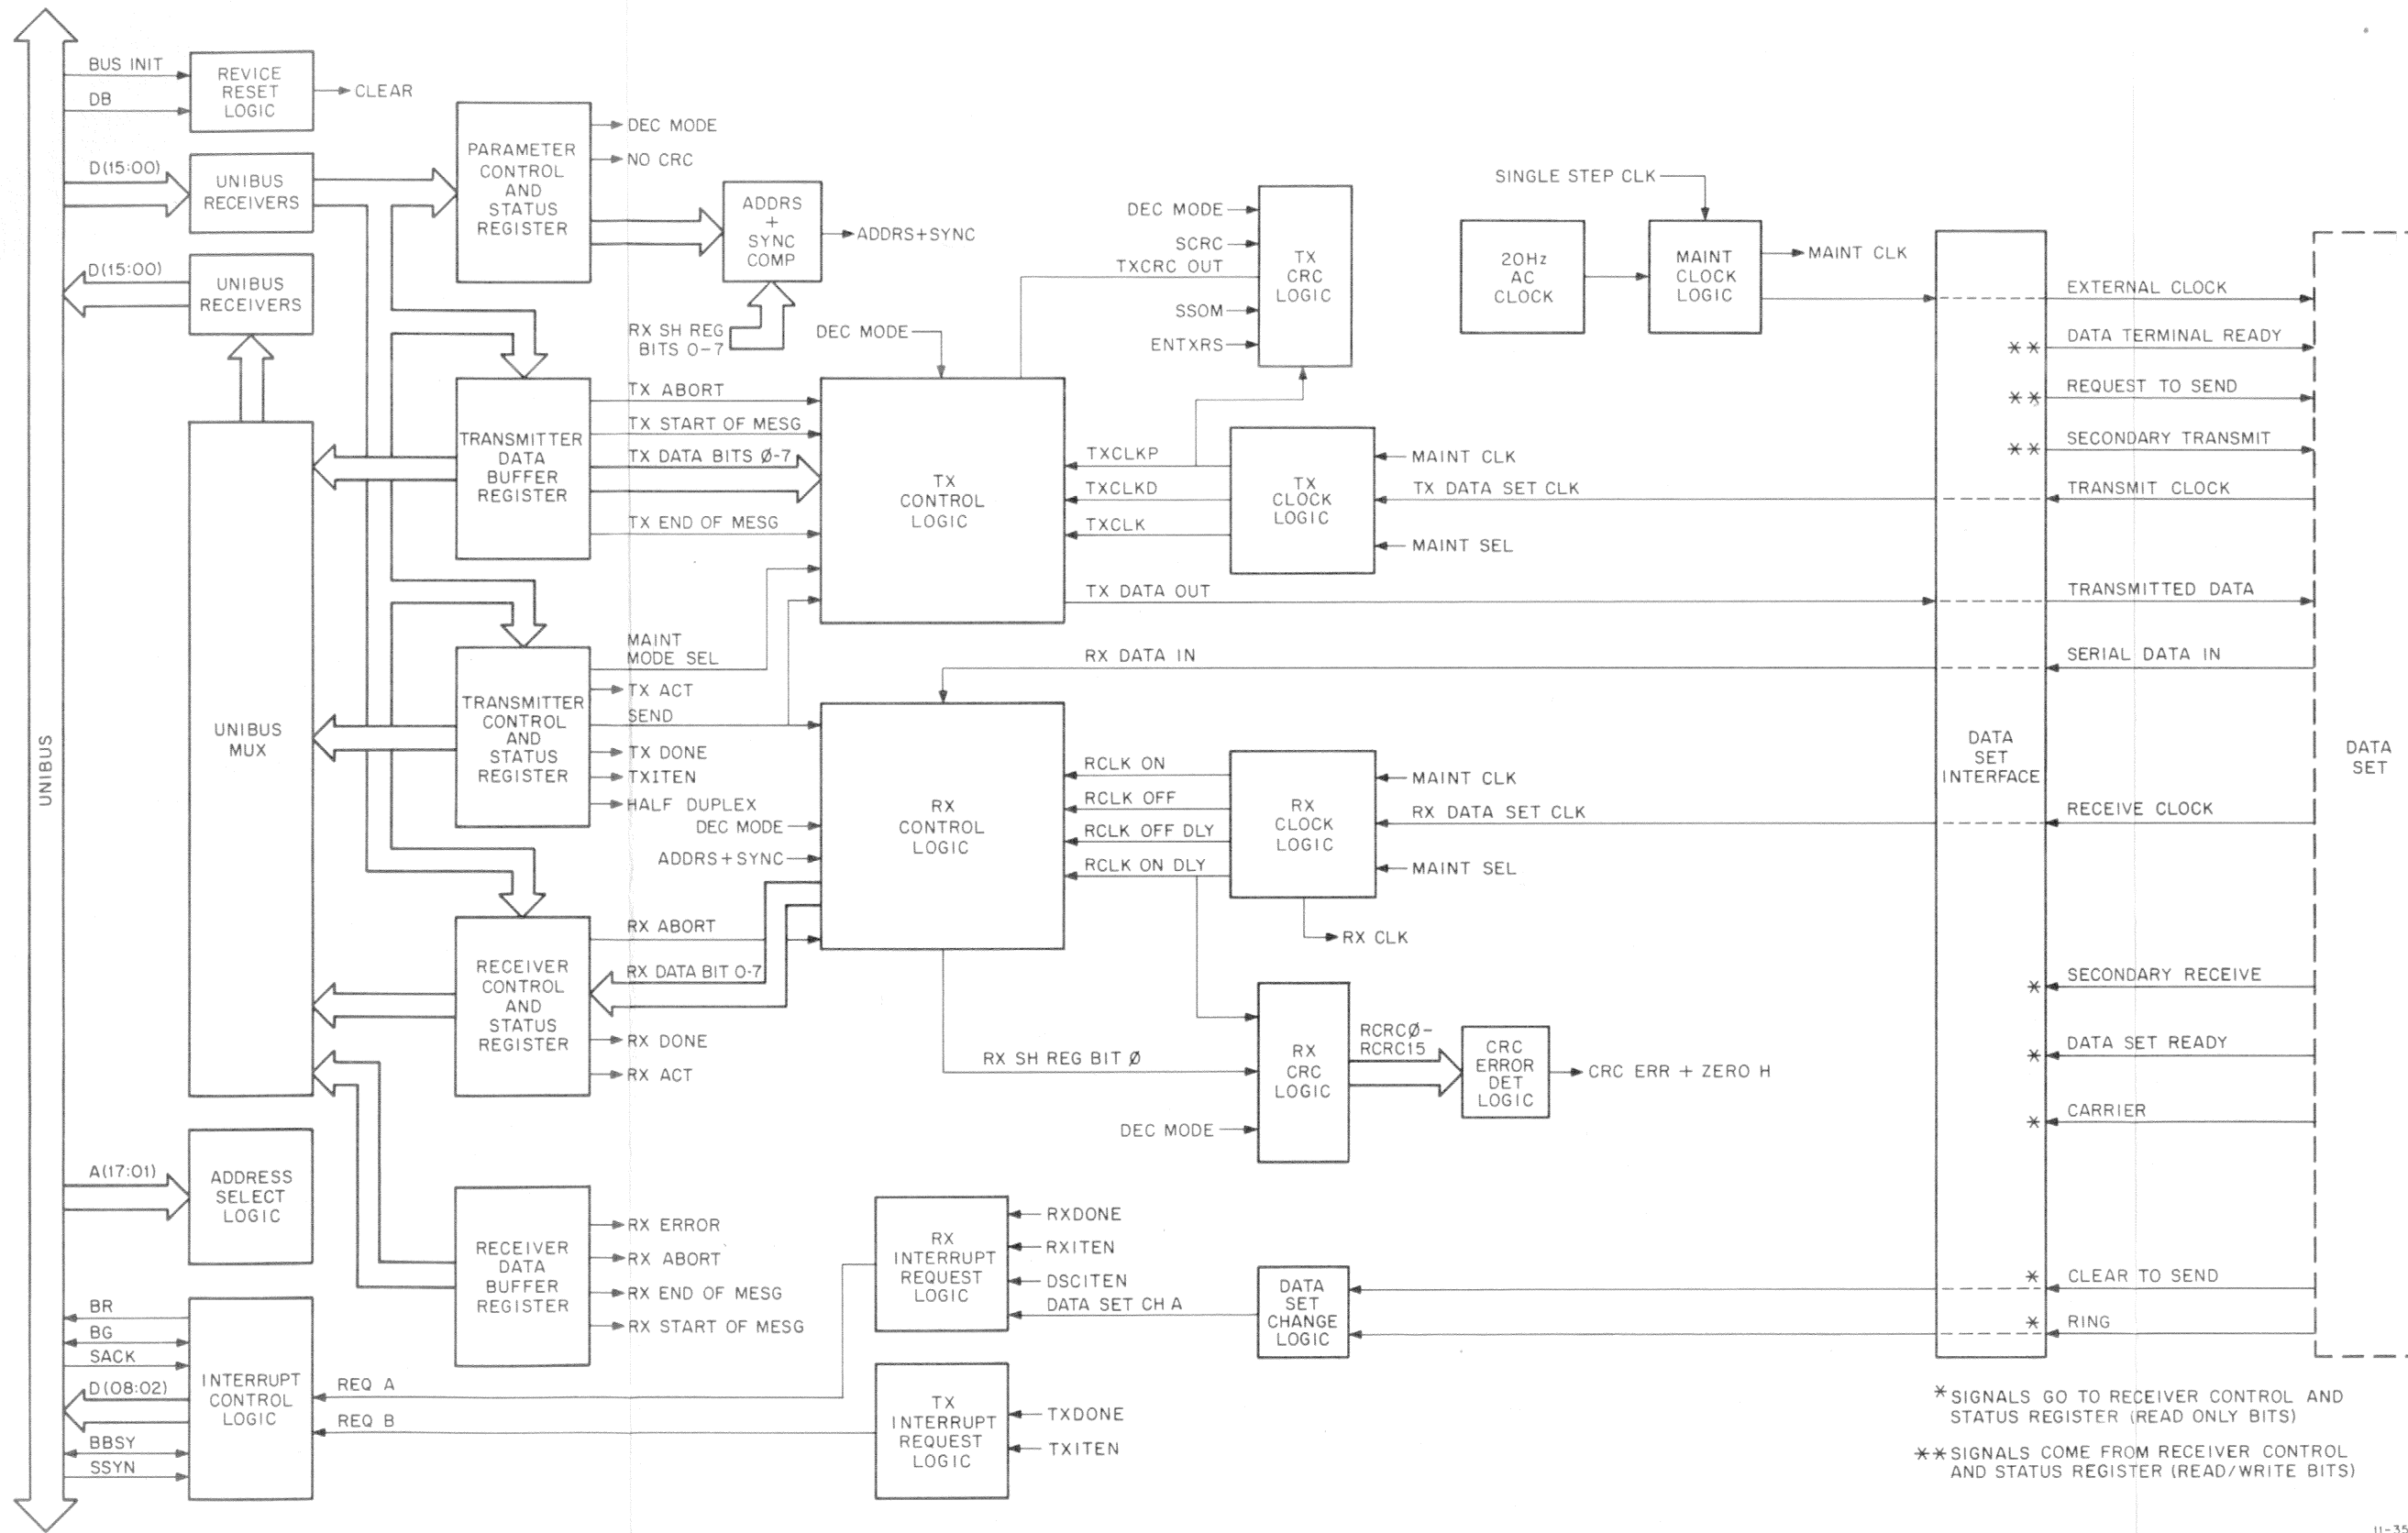 UNIBUS
BUS INIT
DB
REVICE
RESET
LOGIC
CLEAR
D(15:00)
UNIBUS
RECEIVERS
D(15:00)
UNIBUS
RECEIVERS
UNIBUS
MUX
A(17:01)
ADDRESS
SELECT
LOGIC
BR
BG
SACK
D(08:02)
BBSY
SSYN
INTERRUPT
CONTROL
LOGIC
REQ A
REQ B
PARAMETER
CONTROL
AND
STATUS
REGISTER
DEC MODE
NO CRC
ADDRS
+
SYNC
COMP
ADDRS+SYNC
RX SH REG
BITS 0-7
TRANSMITTER
DATA
BUFFER
REGISTER
TX ABORT
TX START OF MESG
TX DATA BITS Ø-7
TX END OF MESG
TRANSMITTER
CONTROL
AND
STATUS
REGISTER
MAINT
MODE SEL
TX ACT
SEND
TX DONE
TXITEN
HALF DUPLEX
DEC MODE
ADDRS+SYNC
RECEIVER
CONTROL
AND
STATUS
REGISTER
RX ABORT
RX DATA BIT 0-7
RX DONE
RX ACT
RECEIVER
DATA
BUFFER
REGISTER
RX ERROR
RX ABORT
RX END OF MESG
RX START OF MESG
DEC MODE
TX
CONTROL
LOGIC
DEC MODE
SCRC
TXCRC OUT
SSOM
ENTXRS
TX
CRC
LOGIC
TXCLKP
TXCLKD
TXCLK
TX
CLOCK
LOGIC
MAINT CLK
TX DATA SET CLK
MAINT SEL
TX DATA OUT
RX DATA IN
RX
CONTROL
LOGIC
RCLK ON
RCLK OFF
RCLK OFF DLY
RCLK ON DLY
RX
CLOCK
LOGIC
MAINT CLK
RX DATA SET CLK
MAINT SEL
RX CLK
RX SH REG BIT Ø
DEC MODE
RX
CRC
LOGIC
RCRCØ-
RCRC15
CRC
ERROR
DET
LOGIC
CRC ERR + ZERO H
RX
INTERRUPT
REQUEST
LOGIC
RXDONE
RXITEN
DSCITEN
DATA SET CH A
DATA
SET
CHANGE
LOGIC
TX
INTERRUPT
REQUEST
LOGIC
TXDONE
TXITEN
SINGLE STEP CLK
20Hz
AC
CLOCK
MAINT
CLOCK
LOGIC
MAINT CLK
DATA
SET
INTERFACE
EXTERNAL CLOCK
** DATA TERMINAL READY
** REQUEST TO SEND
** SECONDARY TRANSMIT
TRANSMIT CLOCK
TRANSMITTED DATA
SERIAL DATA IN
RECEIVE CLOCK
* SECONDARY RECEIVE
* DATA SET READY
* CARRIER
* CLEAR TO SEND
* RING
DATA
SET
*SIGNALS GO TO RECEIVER CONTROL AND
STATUS REGISTER (READ ONLY BITS)
**SIGNALS COME FROM RECEIVER CONTROL
AND STATUS REGISTER (READ/WRITE BITS)